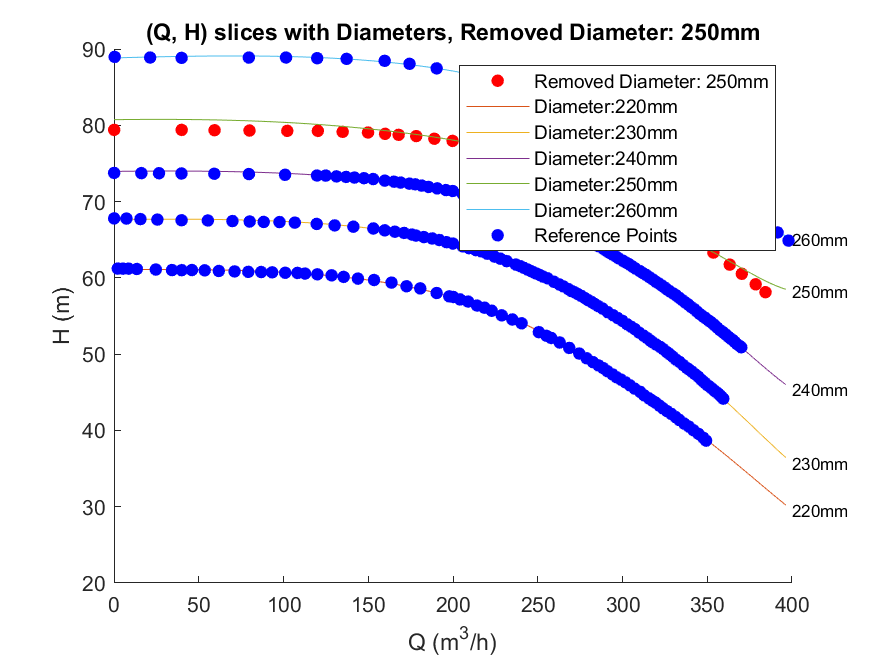 (Q, H) slices with Diameters, Removed Diameter: 250mm
90
80
70
60
50
40
30
20
H (m)
Removed Diameter: 250mm
Diameter:220mm
Diameter:230mm
Diameter:240mm
Diameter:250mm
Diameter:260mm
Reference Points
260mm
250mm
240mm
230mm
220mm
0 50 100 150 200 250 300 350 400
Q (m³/h)